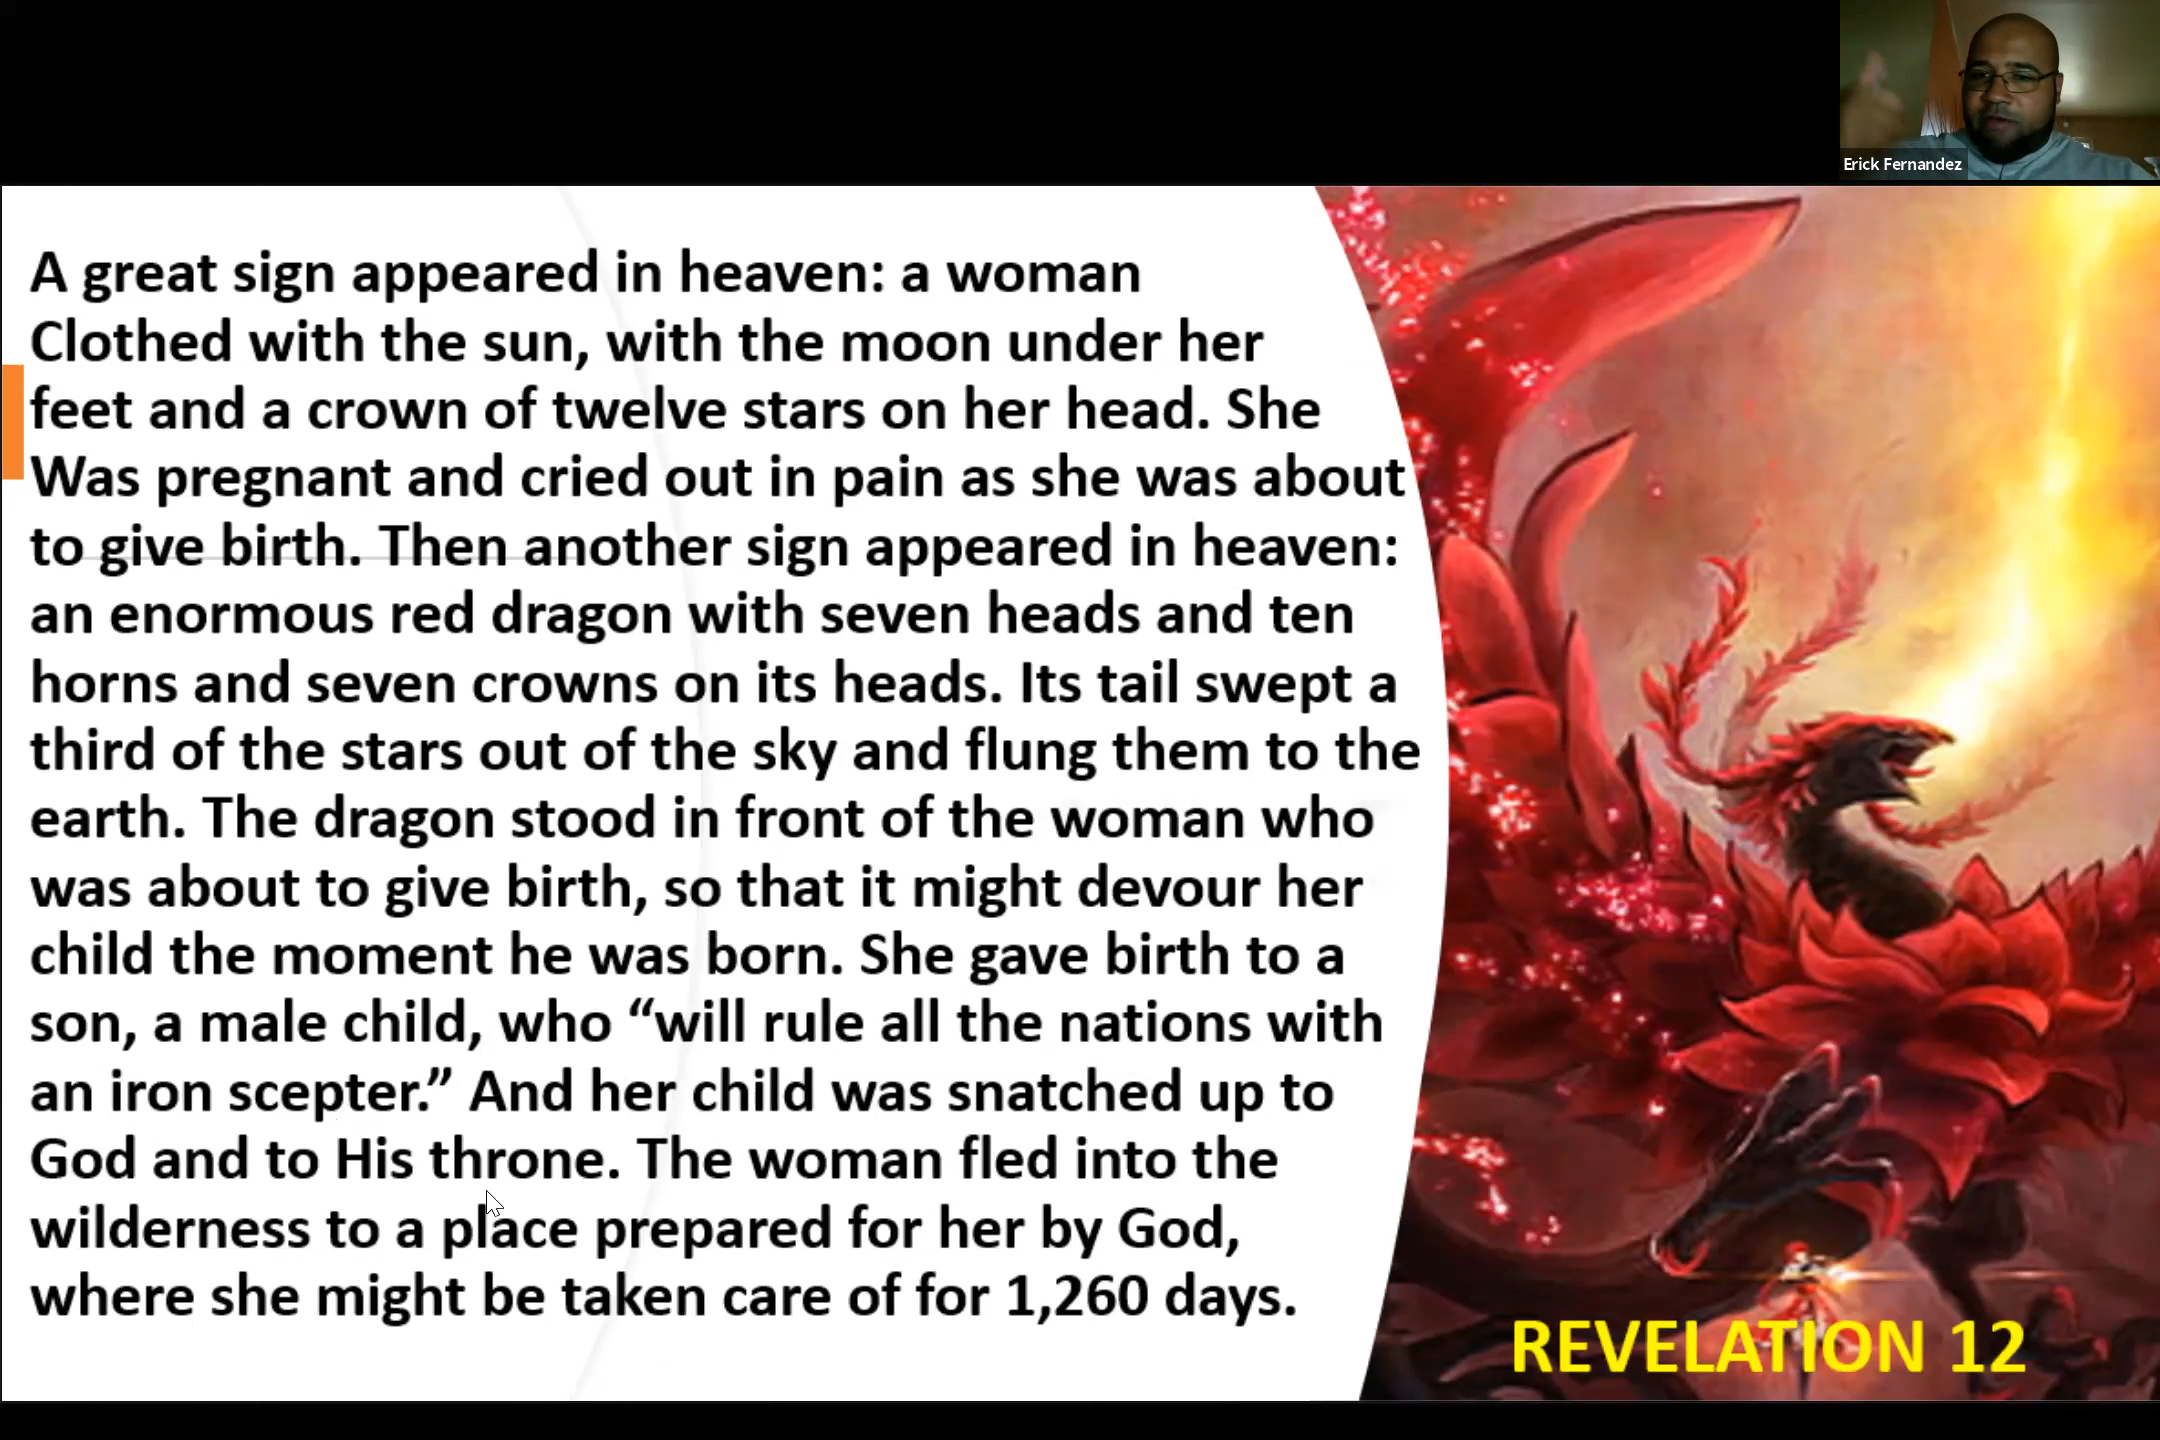 Erick Fernandez
A great sign appeared in heaven: a woman
Clothed with the sun, with the moon under her
feet and a crown of twelve stars on her head. She
Was pregnant and cried out in pain as she was about
to give birth. Then another sign appeared in heaven:
an enormous red dragon with seven heads and ten
horns and seven crowns on its heads. Its tail swept a
third of the stars out of the sky and flung them to the
earth. The dragon stood in front of the woman who
was about to give birth, so that it might devour her
child the moment he was born. She gave birth to a
son, a male child, who “will rule all the nations with
an iron scepter.” And her child was snatched up to
God and to His throne. The woman fled into the
wilderness to a place prepared for her by God,
where she might be taken care of for 1,260 days.
REVELATION 12